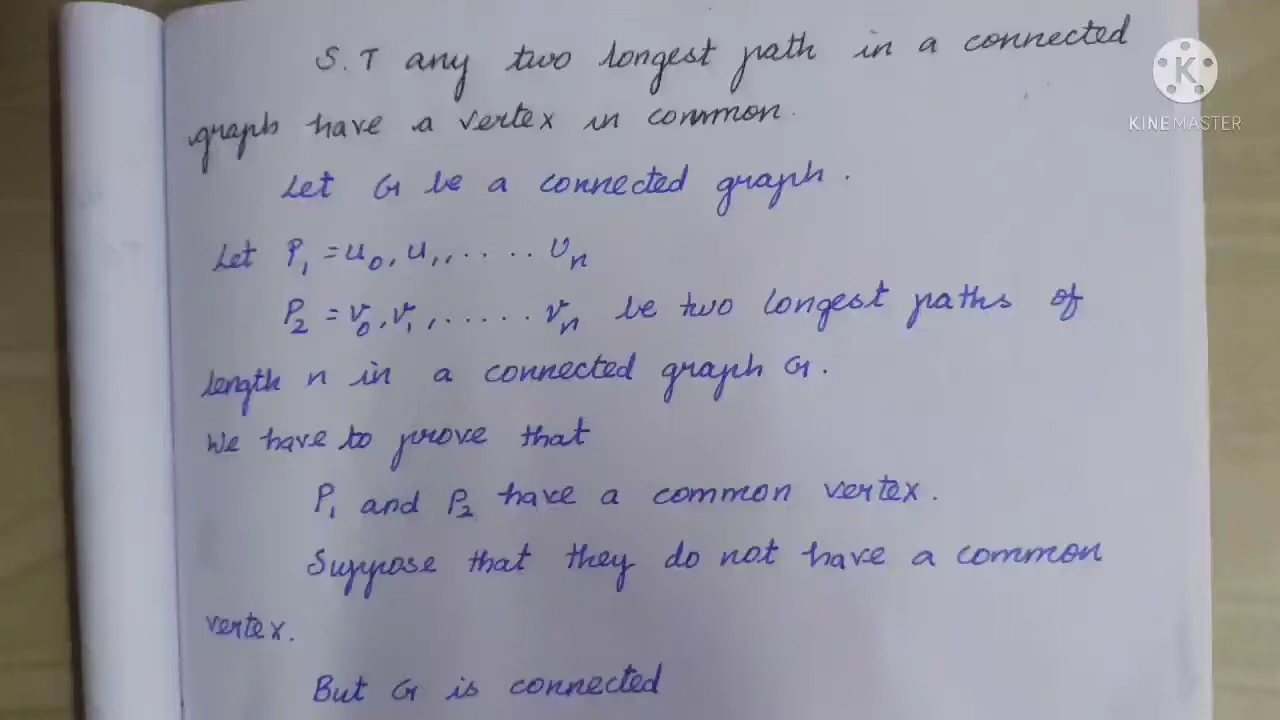 S.T any two longest path in a connected
graph have a vertex in common.
Let G be a connected graph.
Let P₁ = u₀, u₁, ..... υₙ
P₂ = v₀, v₁, ...... vₙ be two longest paths of
length n in a connected graph G.
We have to prove that
P₁ and P₂ have a common vertex.
Suppose that they do not have a common
vertex.
But G is connected
K
KINEMASTER